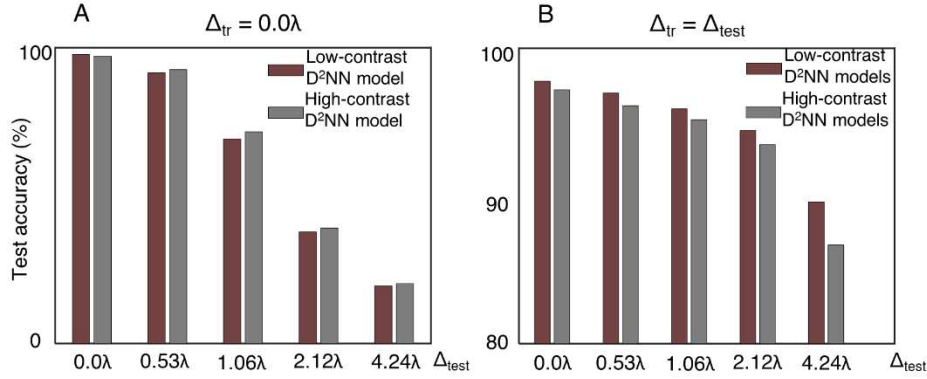 A
Δtr = 0.0λ
100
0
Test accuracy (%)
Low-contrast
D²NN model
High-contrast
D²NN model
0.0λ 0.53λ 1.06λ 2.12λ 4.24λ Δtest
B
Δtr = Δtest
100
90
80
Low-contrast
D²NN models
High-contrast
D²NN models
0.0λ 0.53λ 1.06λ 2.12λ 4.24λ Δtest